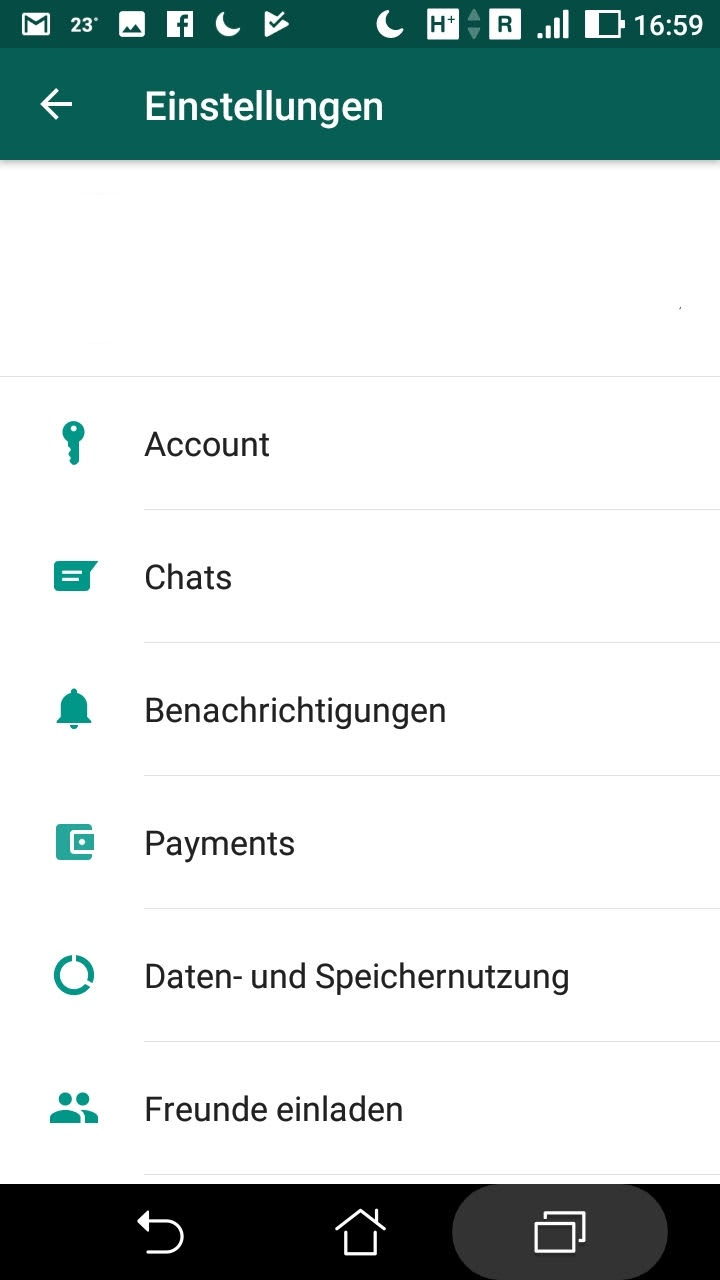 23° H+ R 16:59
Einstellungen
Account
Chats
Benachrichtigungen
Payments
Daten- und Speichernutzung
Freunde einladen